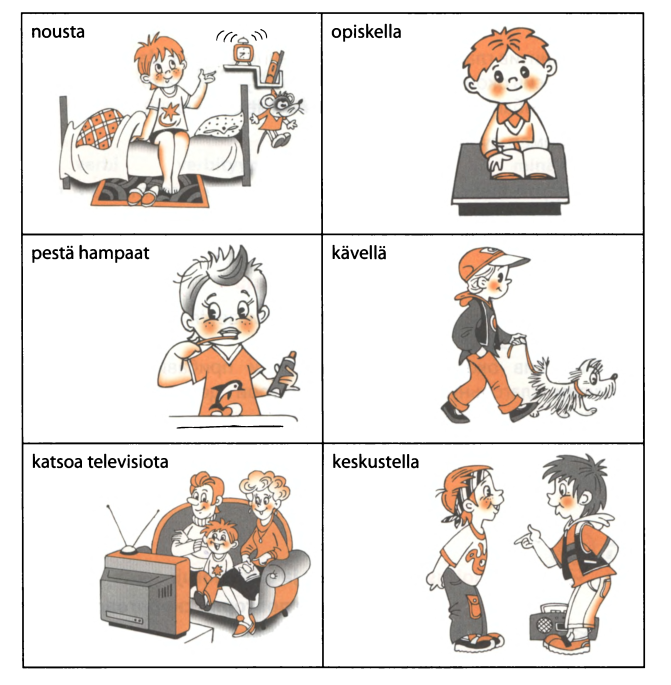 nousta
opiskella
pestä hampaat
kävellä
katsoa televisiota
keskustella